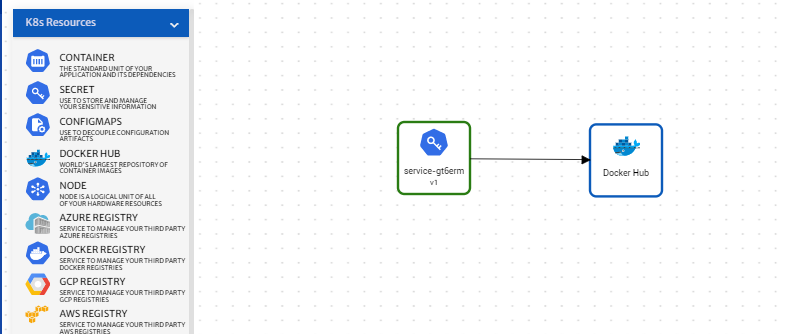 K8s Resources
CONTAINER
THE STANDARD UNIT OF YOUR
APPLICATION AND ITS DEPENDENCIES
SECRET
USE TO STORE AND MANAGE
YOUR SENSITIVE INFORMATION
CONFIGMAPS
USE TO DECOUPLE CONFIGURATION
ARTIFACTS
DOCKER HUB
WORLD'S LARGEST REPOSITORY OF
CONTAINER IMAGES
NODE
NODE IS A LOGICAL UNIT OF ALL
OF YOUR HARDWARE RESOURCES
AZURE REGISTRY
SERVICE TO MANAGE YOUR THIRD PARTY
AZURE REGISTRIES
DOCKER REGISTRY
SERVICE TO MANAGE YOUR THIRD PARTY
DOCKER REGISTRIES
GCP REGISTRY
SERVICE TO MANAGE YOUR THIRD PARTY
GCP REGISTRIES
AWS REGISTRY
SERVICE TO MANAGE YOUR THIRD PARTY
AWS REGISTRIES
service-gt6erm
v1
Docker Hub